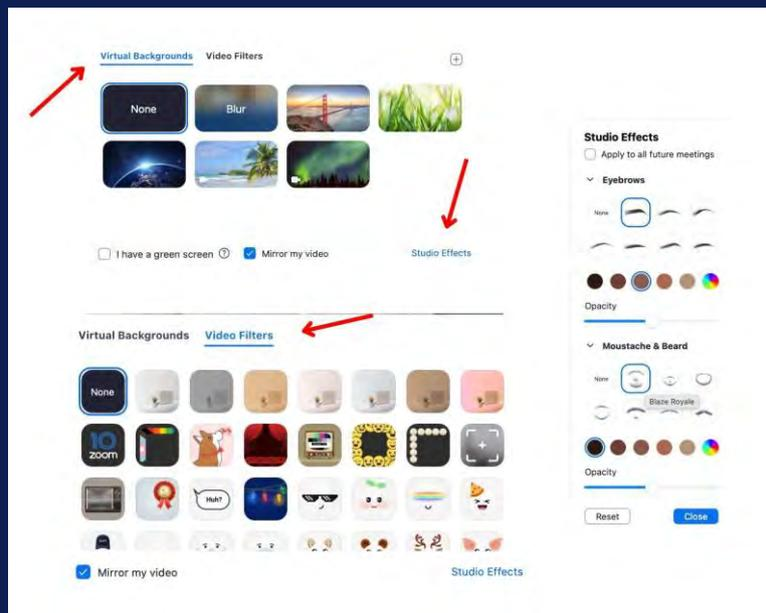 Virtual Backgrounds Video Filters
None Blur
I have a green screen ? Mirror my video Studio Effects
Virtual Backgrounds Video Filters
None
10
zoom
Huh?
Mirror my video Studio Effects
Studio Effects
Apply to all future meetings
Eyebrows
None
Opacity
Moustache & Beard
None
Blaze Royale
Opacity
Reset Close